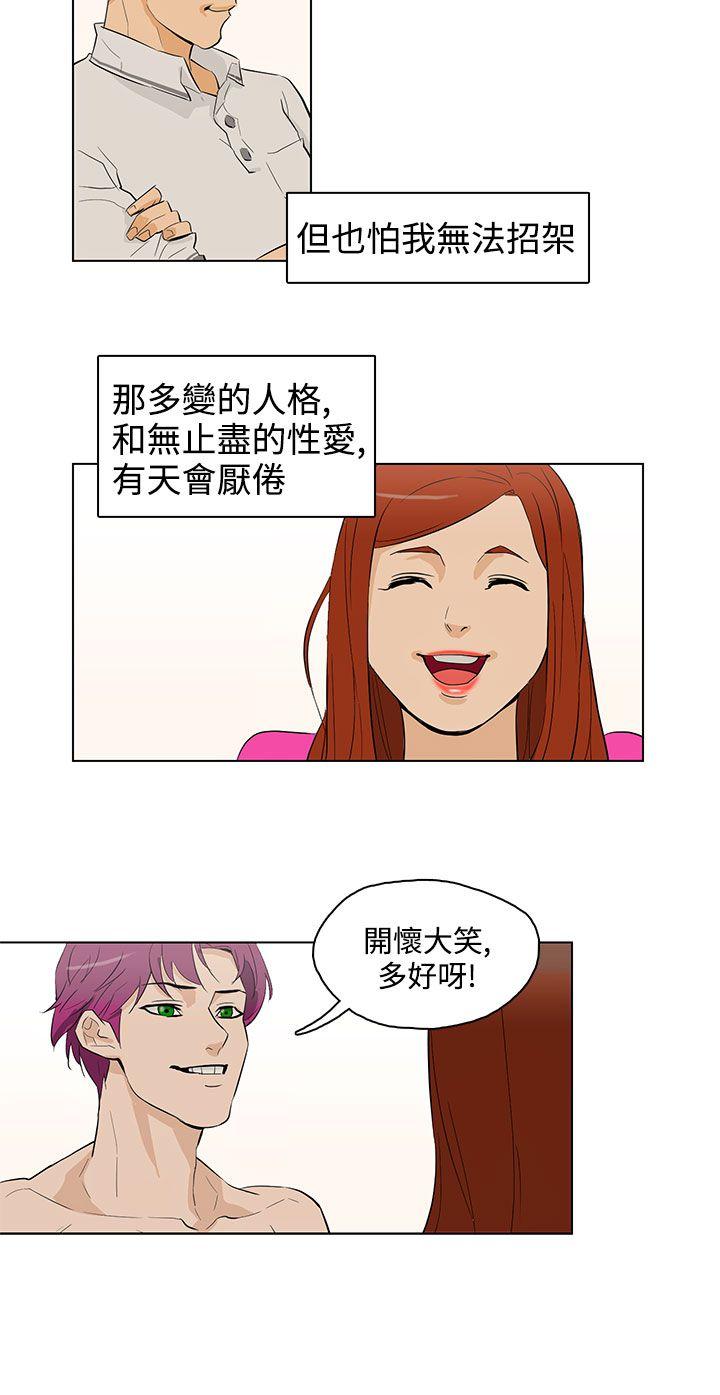 但也怕我無法招架
那多變的人格,
和無止盡的性愛,
有天會厭倦
開懷大笑,
多好呀!